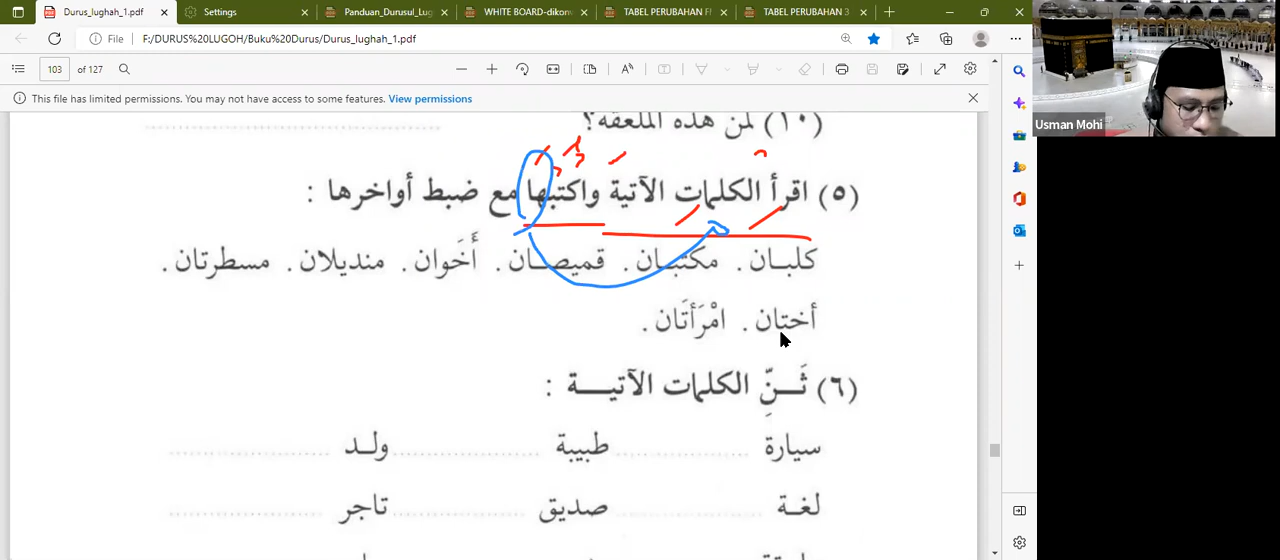 Durus_lughah_1.pdf
Settings
Panduan_Durusul_Lug
WHITE BOARD-dikon
TABEL PERUBAHAN F
TABEL PERUBAHAN 3
File
F:/DURUS%20LUGOH/Buku%20Durus/Durus_lughah_1.pdf
103 of 127
This file has limited permissions. You may not have access to some features. View permissions
Usman Mohi
(١٠) لمن هذه الملعقة؟
(٥) اقرأ الكلمات الآتية واكتبها مع ضبط أواخرها :
كلبـان . مكتبـان . قميصـان . أَخَوان . منديلان . مسطرتان .
أختان . امْرَأتَان .
(٦) ثَـنِّ الكلمات الآتيـة :
سيارة طبيبة ولـد
لغـة صديق تاجر